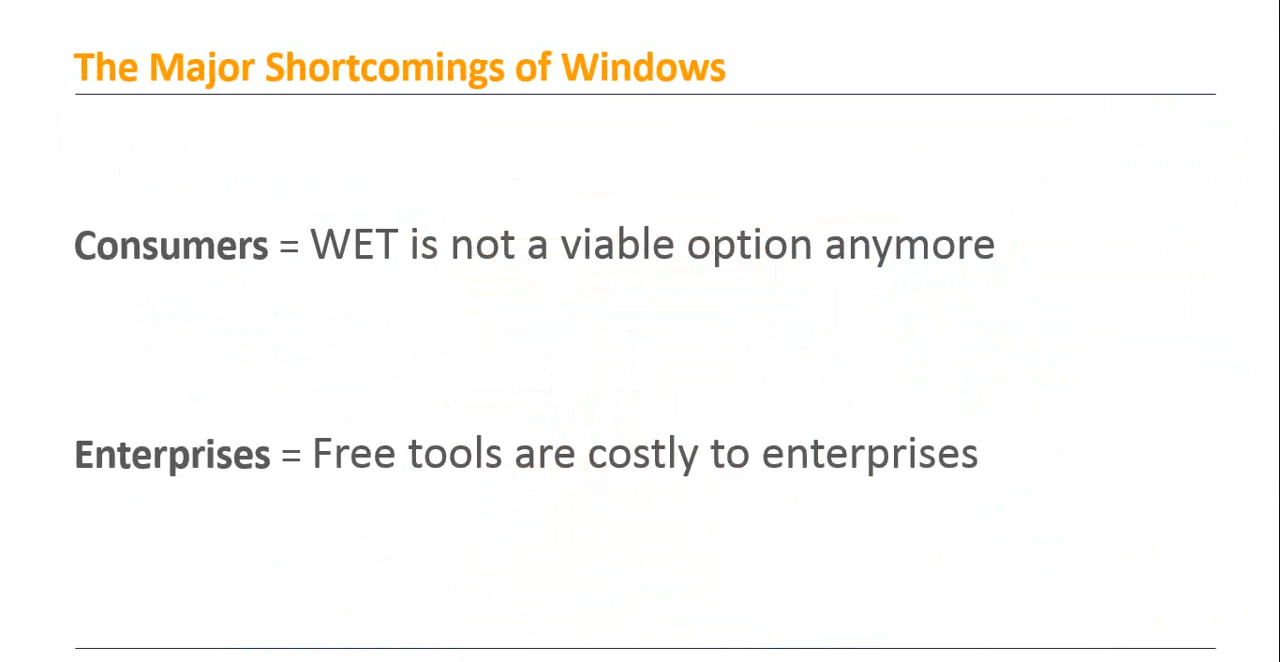 The Major Shortcomings of Windows
Consumers = WET is not a viable option anymore
Enterprises = Free tools are costly to enterprises